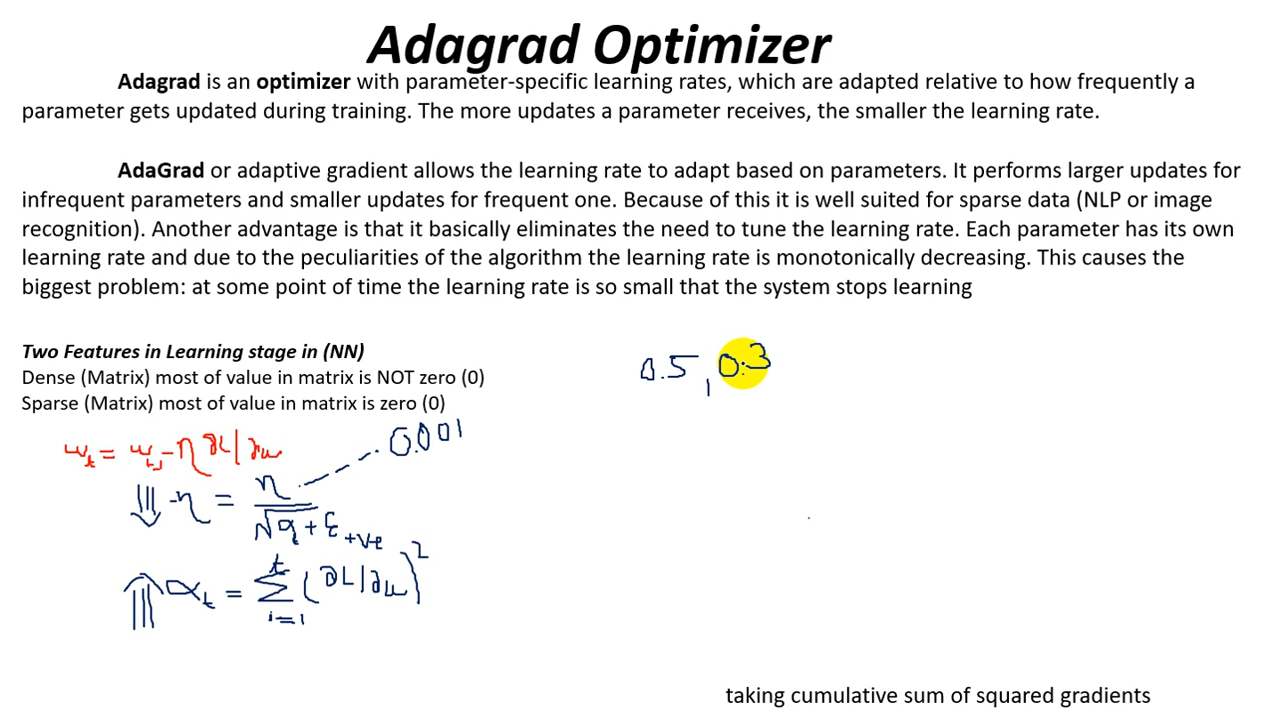 Adagrad Optimizer
Adagrad is an optimizer with parameter-specific learning rates, which are adapted relative to how frequently a
parameter gets updated during training. The more updates a parameter receives, the smaller the learning rate.
AdaGrad or adaptive gradient allows the learning rate to adapt based on parameters. It performs larger updates for
infrequent parameters and smaller updates for frequent one. Because of this it is well suited for sparse data (NLP or image
recognition). Another advantage is that it basically eliminates the need to tune the learning rate. Each parameter has its own
learning rate and due to the peculiarities of the algorithm the learning rate is monotonically decreasing. This causes the
biggest problem: at some point of time the learning rate is so small that the system stops learning
Two Features in Learning stage in (NN)
Dense (Matrix) most of value in matrix is NOT zero (0)
Sparse (Matrix) most of value in matrix is zero (0)
0.5, 0.3
0.001
w_t = w_{t-1} - η ∂L/∂w
η = η / √α + ε +ve
α_t = Σ_{i=1}^{t} (∂L/∂w)²
taking cumulative sum of squared gradients